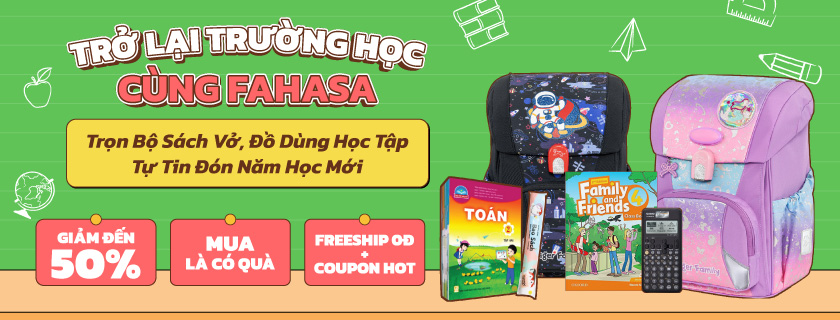 TRỞ LẠI TRƯỜNG HỌC
CÙNG FAHASA
Trọn Bộ Sách Vở, Đồ Dùng Học Tập
Tự Tin Đón Năm Học Mới
GIẢM ĐẾN
50%
MUA
LÀ CÓ QUÀ
FREESHIP 0Đ
+
COUPON HOT
TOÁN
2
Family
and
Friends
4